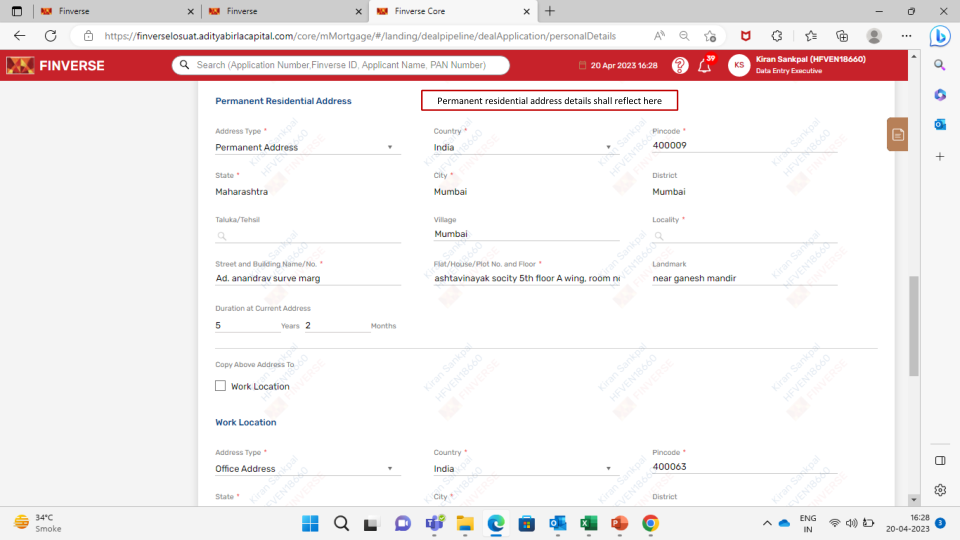 Finverse
Finverse
Finverse Core
https://finverselosuat.adityabirlacapital.com/core/mMortgage/#/landing/dealpipeline/dealApplication/personalDetails
FINVERSE
Search (Application Number,Finverse ID, Applicant Name, PAN Number)
20 Apr 2023 16:28
?
39
KS
Kiran Sankpal (HFVEN18660)
Data Entry Executive
Permanent Residential Address
Permanent residential address details shall reflect here
Address Type * Country * Pincode *
Permanent Address India 400009
State * City * District
Maharashtra Mumbai Mumbai
Taluka/Tehsil Village Locality *
Mumbai
Street and Building Name/No. * Flat/House/Plot No. and Floor * Landmark
Ad. anandrav surve marg ashtavinayak socity 5th floor A wing, room no near ganesh mandir
Duration at Current Address
5 Years 2 Months
Copy Above Address To
Work Location
Work Location
Address Type * Country * Pincode *
Office Address India 400063
State * City * District
Kiran Sankpal
HFVEN18660
FINVERSE
34°C
Smoke
ENG
IN
16:28
20-04-2023
3